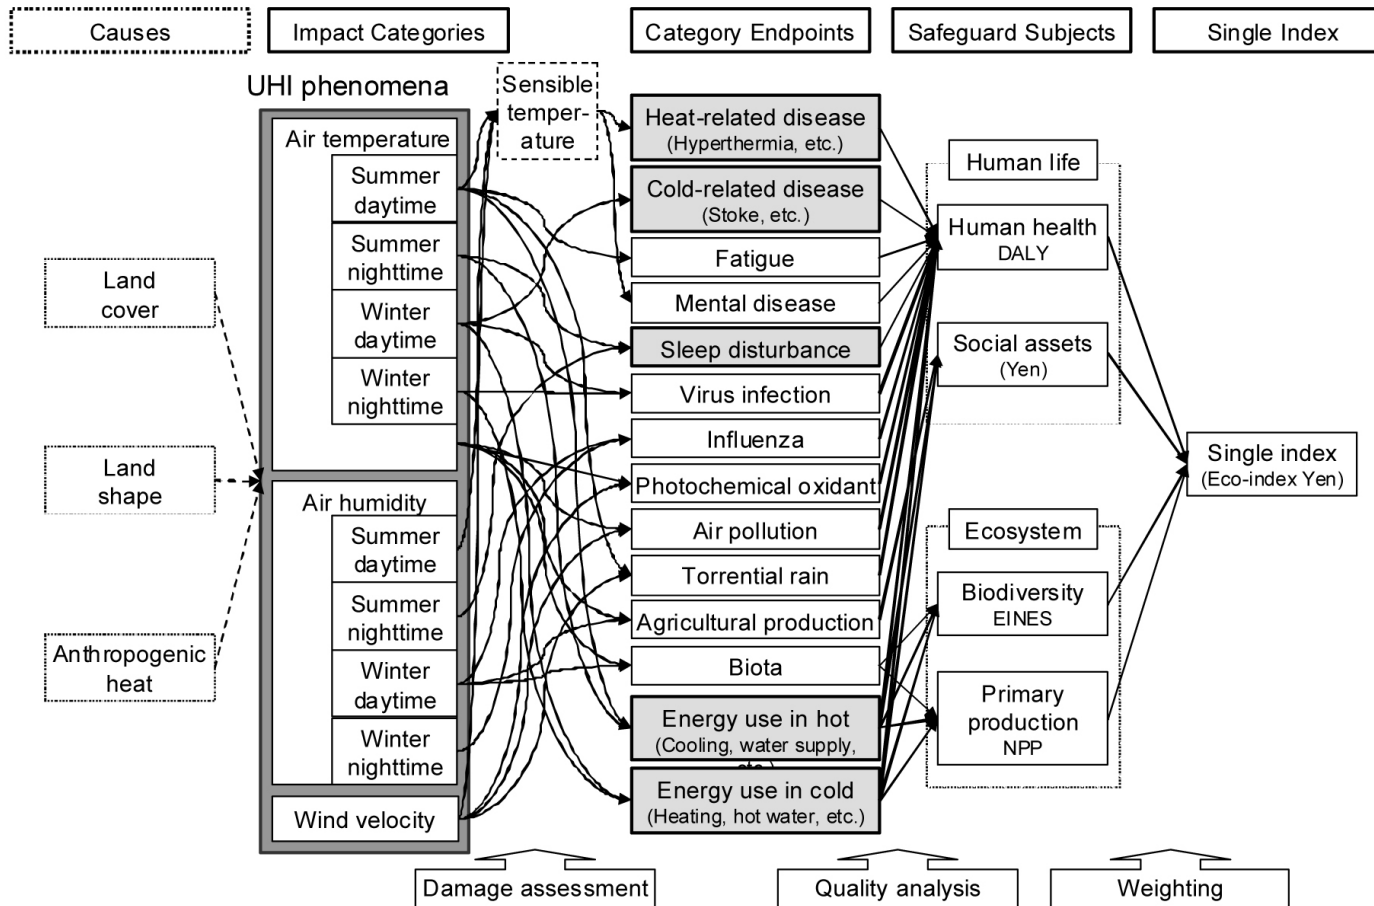 Causes
Impact Categories
Category Endpoints
Safeguard Subjects
Single Index
UHI phenomena
Air temperature
Summer
daytime
Summer
nighttime
Winter
daytime
Winter
nighttime
Air humidity
Summer
daytime
Summer
nighttime
Winter
daytime
Winter
nighttime
Wind velocity
Land
cover
Land
shape
Anthropogenic
heat
Sensible
temper-
ature
Heat-related disease
(Hyperthermia, etc.)
Cold-related disease
(Stoke, etc.)
Fatigue
Mental disease
Sleep disturbance
Virus infection
Influenza
Photochemical oxidant
Air pollution
Torrential rain
Agricultural production
Biota
Energy use in hot
(Cooling, water supply,
etc.)
Energy use in cold
(Heating, hot water, etc.)
Human life
Human health
DALY
Social assets
(Yen)
Ecosystem
Biodiversity
EINES
Primary
production
NPP
Single index
(Eco-index Yen)
Damage assessment
Quality analysis
Weighting